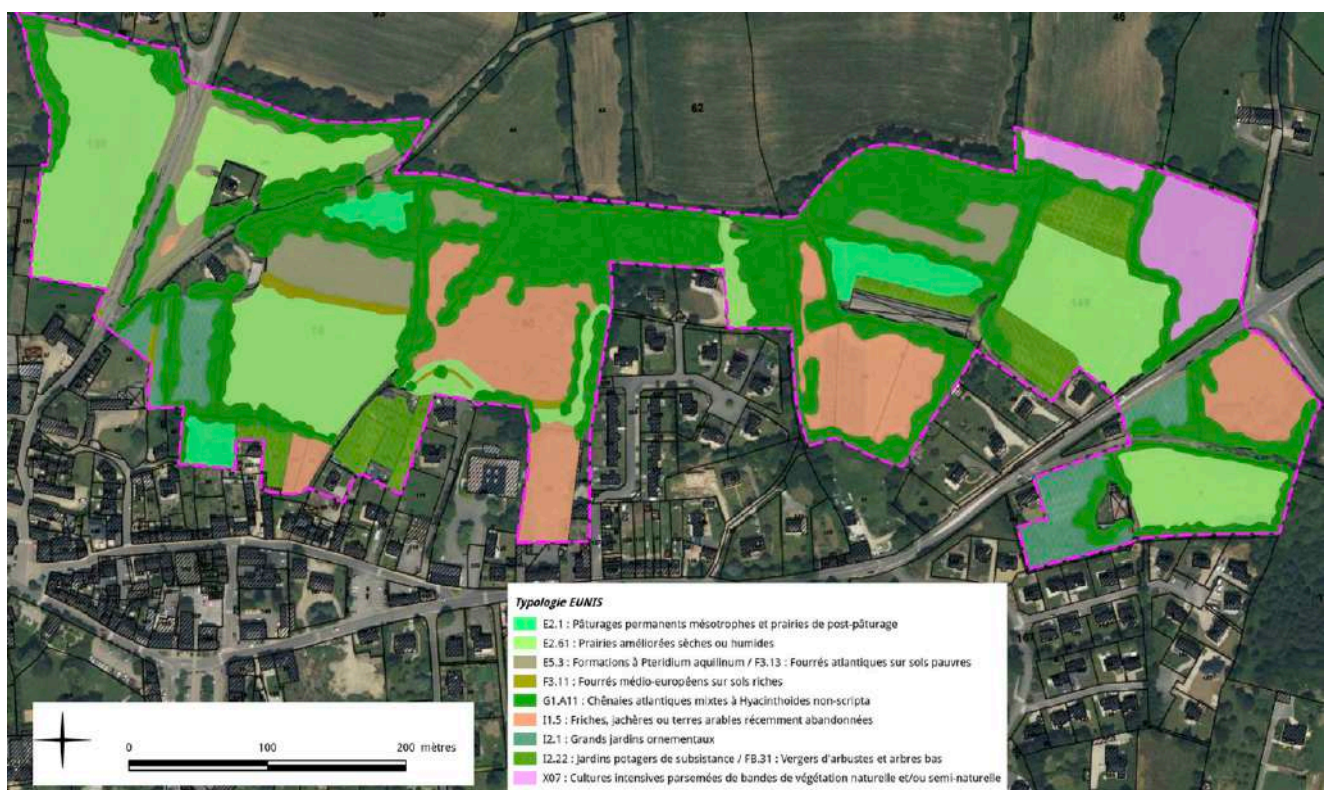 62
46
Typologie EUNIS
E2.1 : Pâturages permanents mésotrophes et prairies de post-pâturage
E2.61 : Prairies améliorées sèches ou humides
E5.3 : Formations à Pteridium aquilinum / F3.13 : Fourrés atlantiques sur sols pauvres
F3.11 : Fourrés médio-européens sur sols riches
G1.A11 : Chênaies atlantiques mixtes à Hyacinthoides non-scripta
I1.5 : Friches, jachères ou terres arables récemment abandonnées
I2.1 : Grands jardins ornementaux
I2.22 : Jardins potagers de subsistance / FB.31 : Vergers d'arbustes et arbres bas
X07 : Cultures intensives parsemées de bandes de végétation naturelle et/ou semi-naturelle
0 100 200 mètres